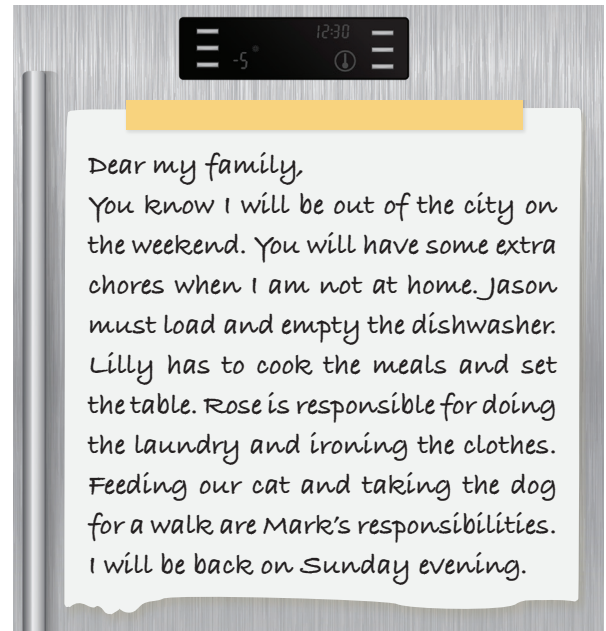 12:30
-5°
Dear my family,
You know I will be out of the city on
the weekend. You will have some extra
chores when I am not at home. Jason
must load and empty the dishwasher.
Lilly has to cook the meals and set
the table. Rose is responsible for doing
the laundry and ironing the clothes.
Feeding our cat and taking the dog
for a walk are Mark's responsibilities.
I will be back on Sunday evening.